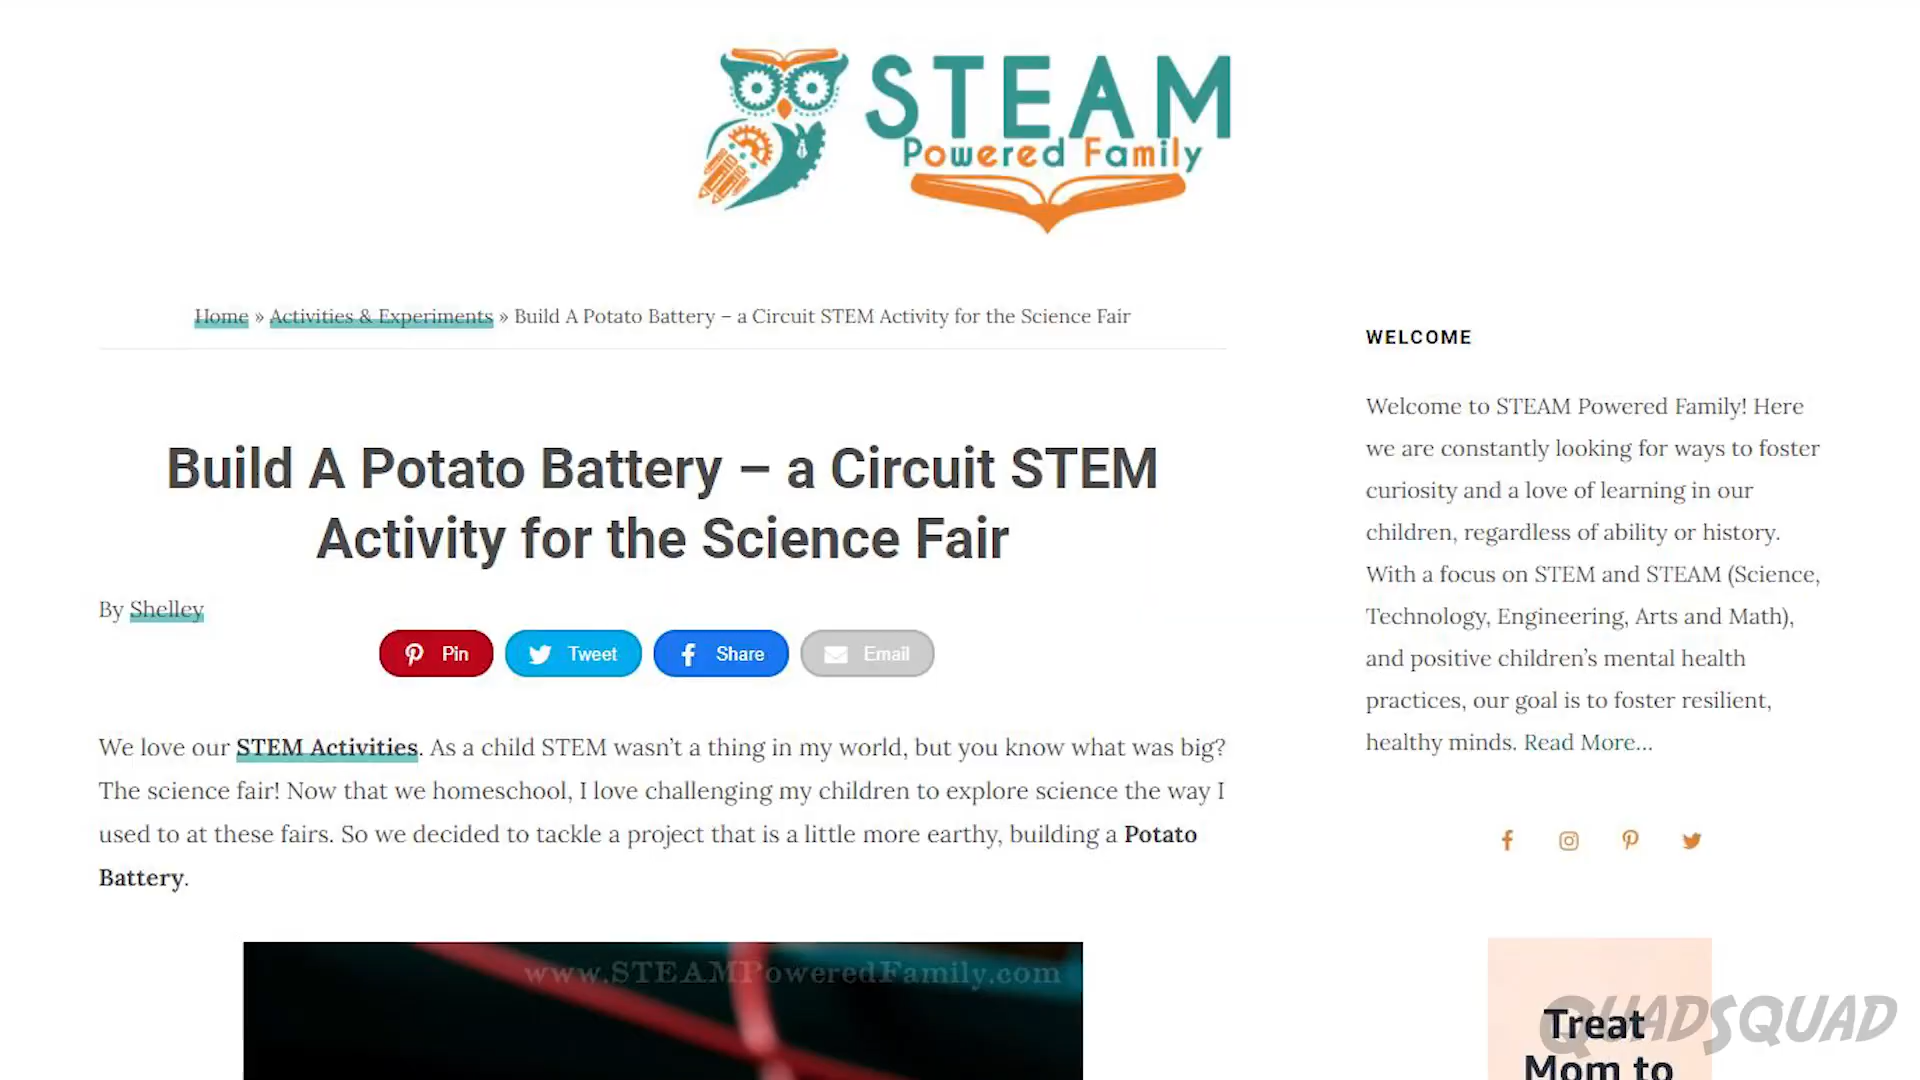 STEAM
Powered Family
Home » Activities & Experiments » Build A Potato Battery – a Circuit STEM Activity for the Science Fair
Build A Potato Battery – a Circuit STEM
Activity for the Science Fair
By Shelley
Pin
Tweet
Share
Email
We love our STEM Activities. As a child STEM wasn't a thing in my world, but you know what was big?
The science fair! Now that we homeschool, I love challenging my children to explore science the way I
used to at these fairs. So we decided to tackle a project that is a little more earthy, building a Potato
Battery.
www.STEAMPoweredFamily.com
WELCOME
Welcome to STEAM Powered Family! Here
we are constantly looking for ways to foster
curiosity and a love of learning in our
children, regardless of ability or history.
With a focus on STEM and STEAM (Science,
Technology, Engineering, Arts and Math),
and positive children's mental health
practices, our goal is to foster resilient,
healthy minds. Read More...
Treat
Mom to
QUADSQUAD